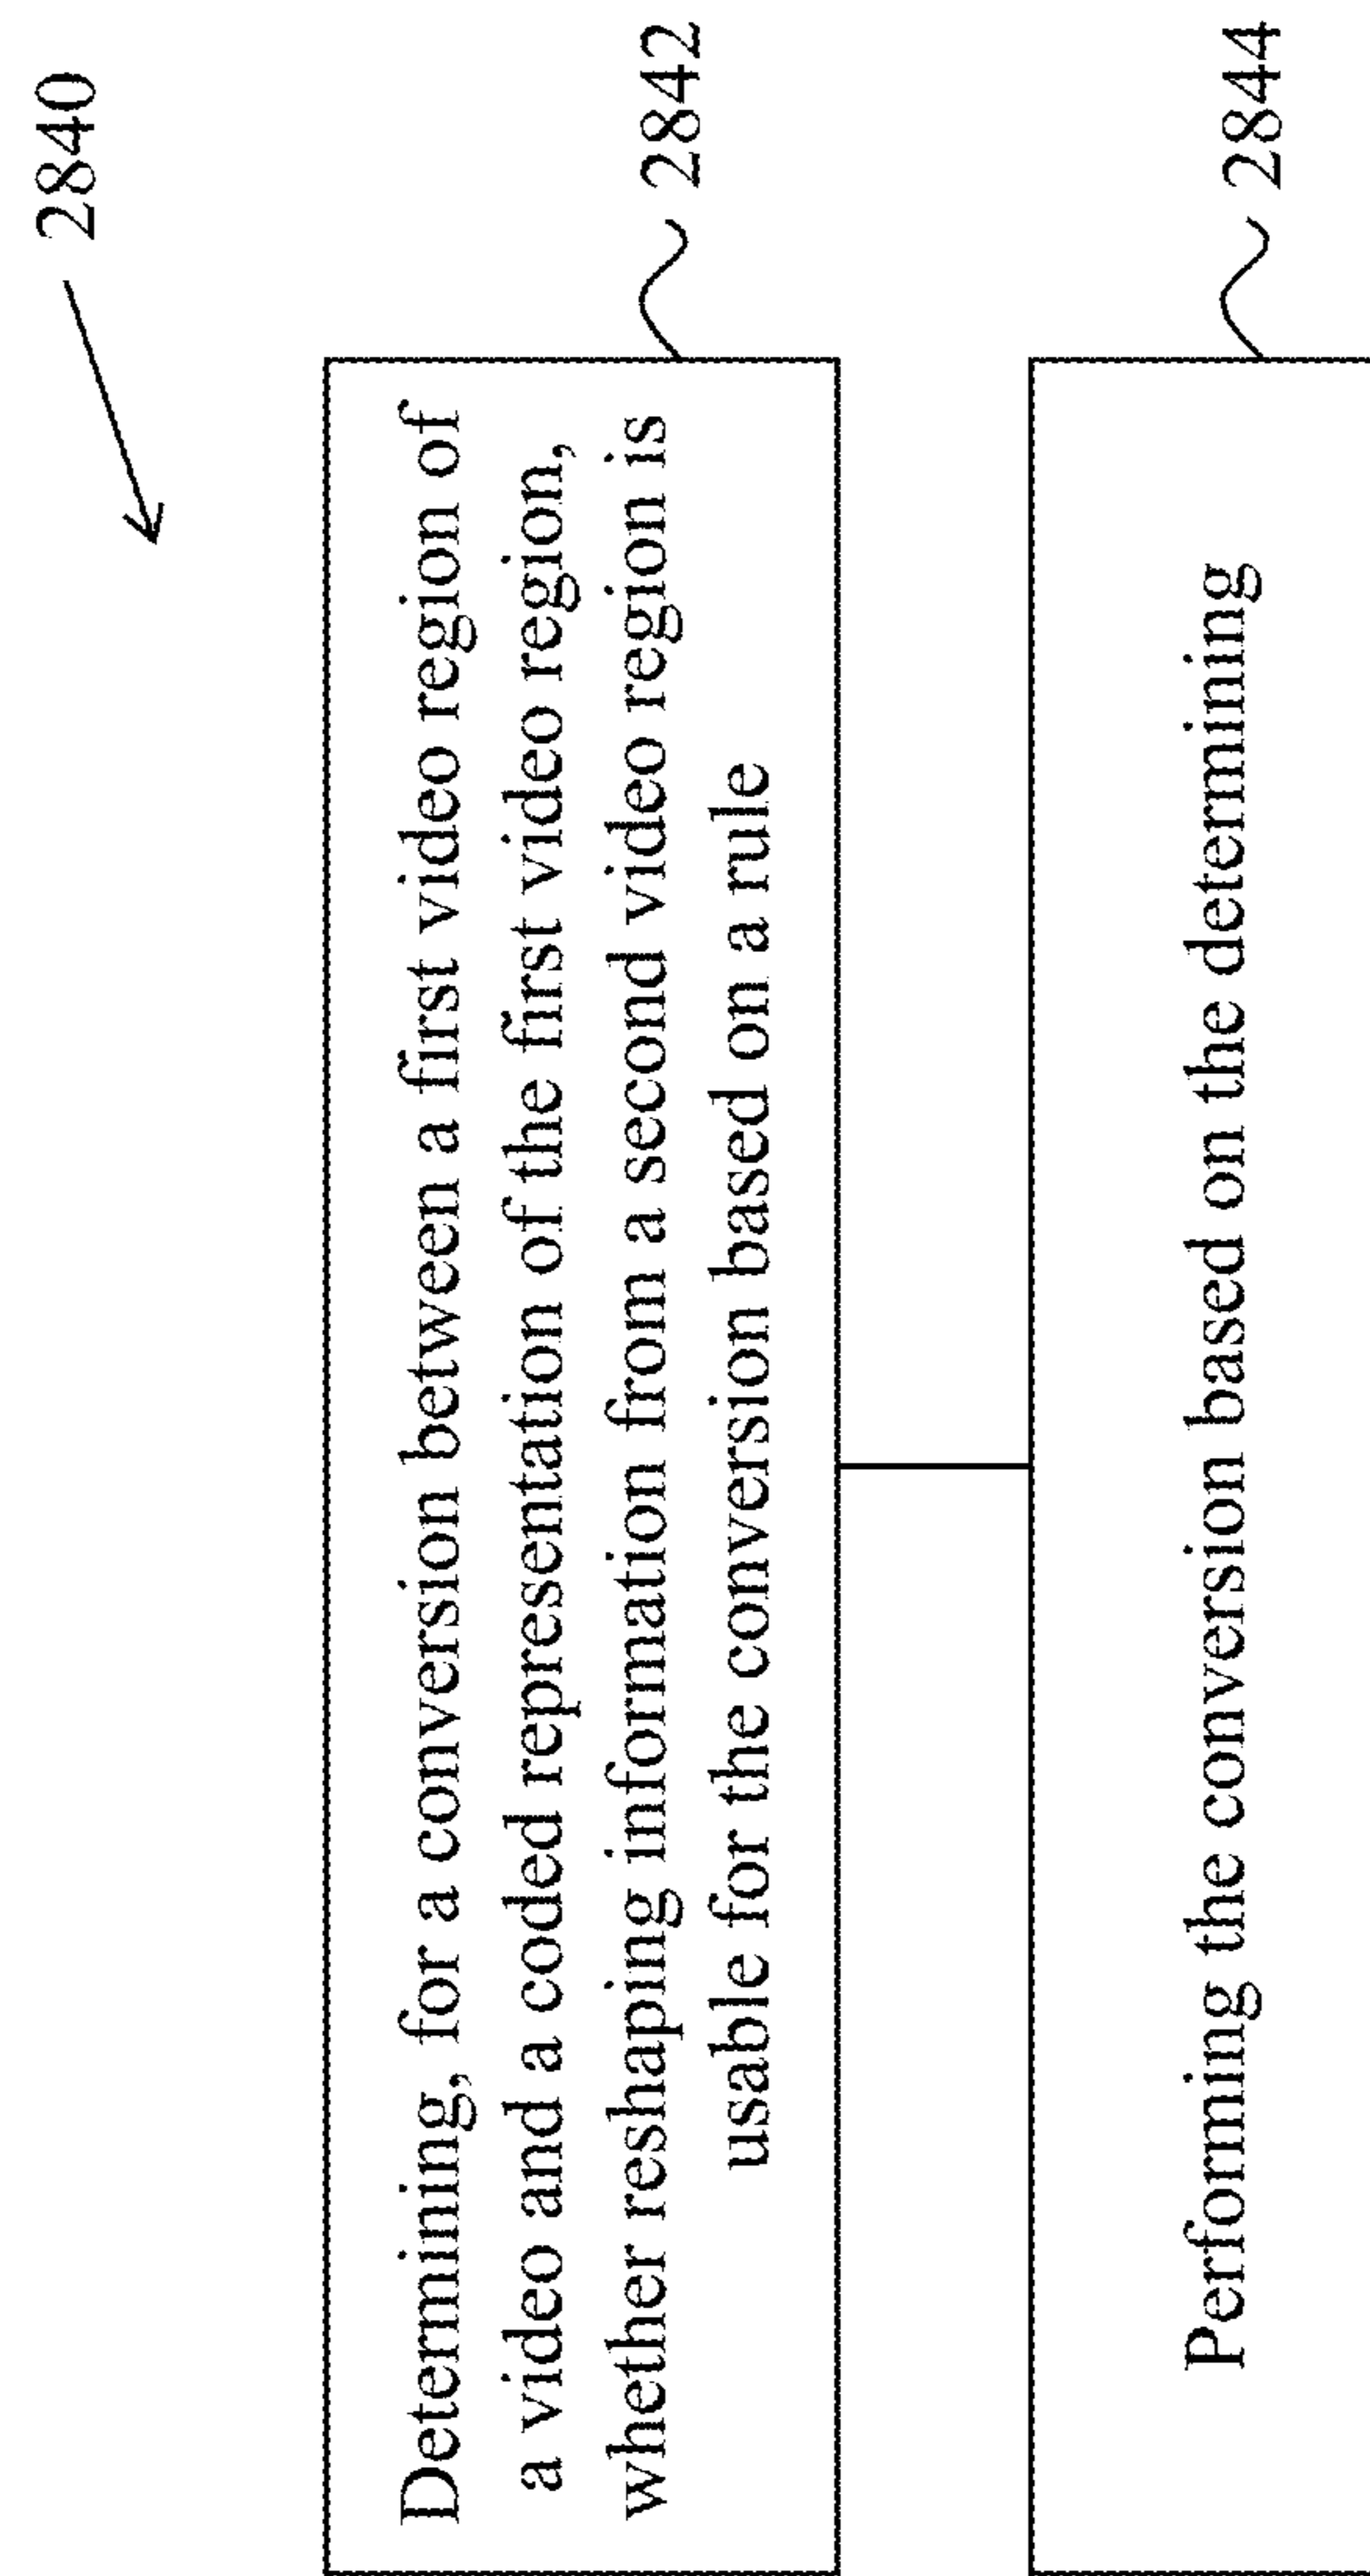 2840
Determining, for a conversion between a first video region of
a video and a coded representation of the first video region,
whether reshaping information from a second video region is
usable for the conversion based on a rule
2842
Performing the conversion based on the determining
2844